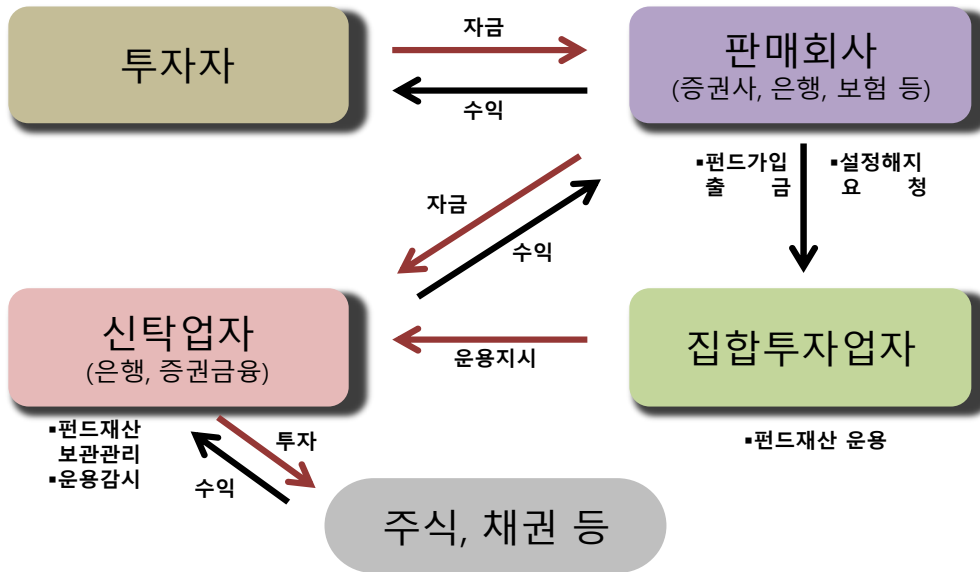 투자자
자금
수익
판매회사
(증권사, 은행, 보험 등)
▪펀드가입
출 금
▪설정해지
요 청
자금
수익
신탁업자
(은행, 증권금융)
운용지시
집합투자업자
▪펀드재산
보관관리
▪운용감시
투자
수익
▪펀드재산 운용
주식, 채권 등